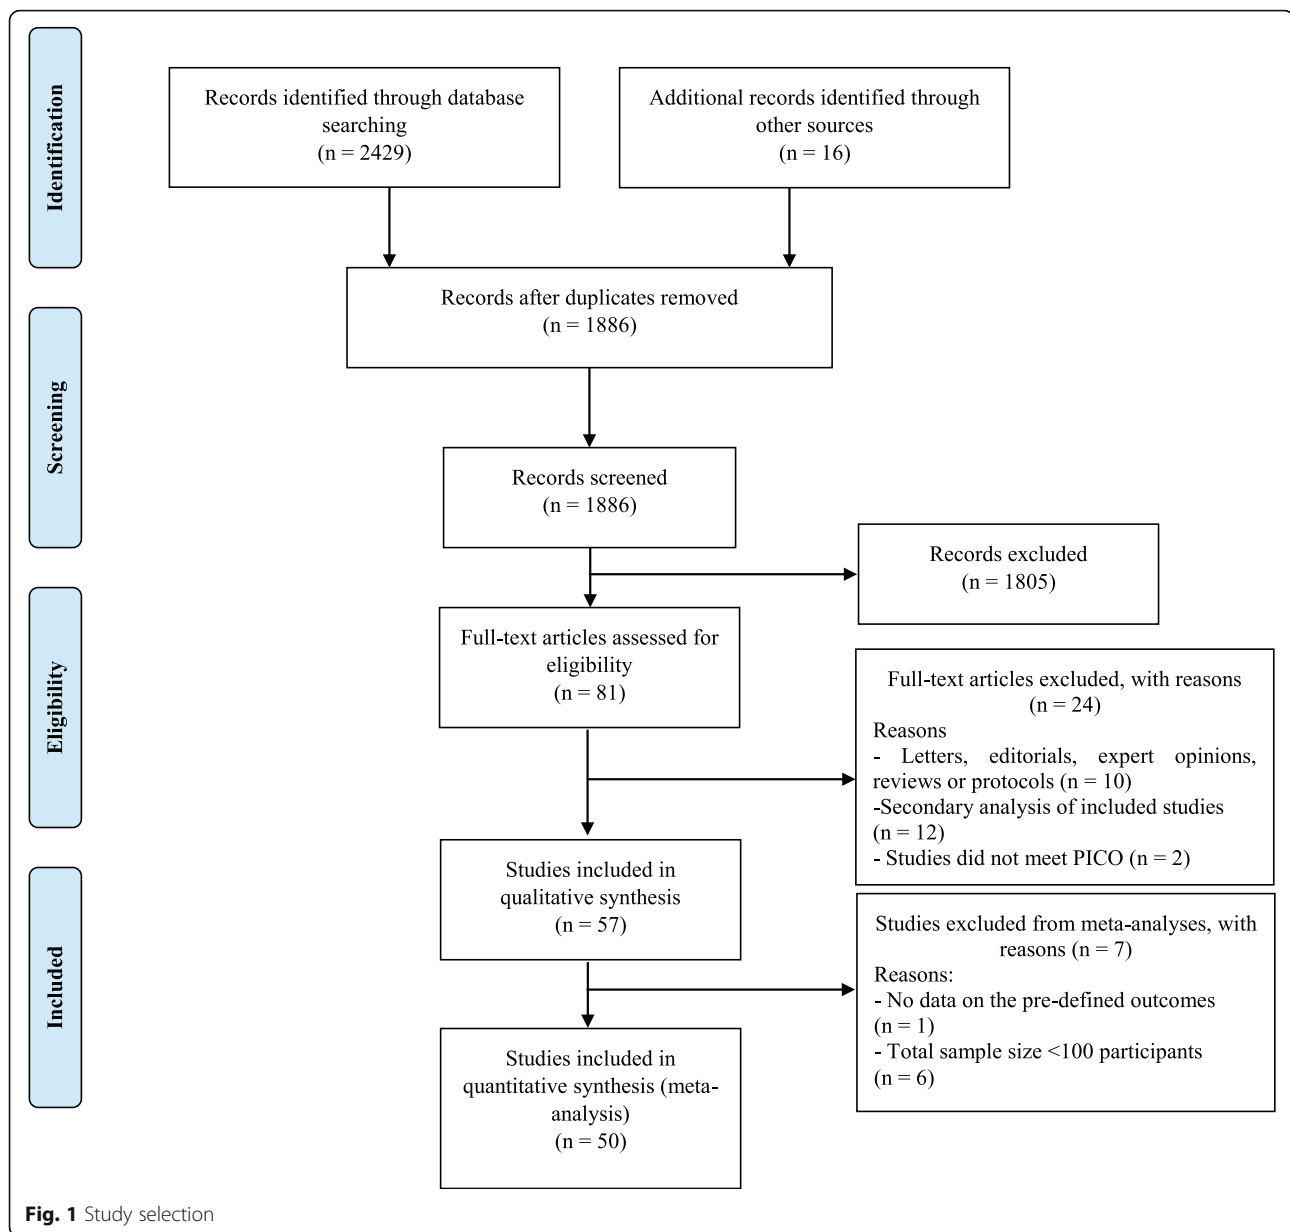 Identification
Records identified through database
searching
(n = 2429)
Additional records identified through
other sources
(n = 16)
Records after duplicates removed
(n = 1886)
Screening
Records screened
(n = 1886)
Records excluded
(n = 1805)
Eligibility
Full-text articles assessed for
eligibility
(n = 81)
Full-text articles excluded, with reasons
(n = 24)
Reasons
- Letters, editorials, expert opinions,
reviews or protocols (n = 10)
-Secondary analysis of included studies
(n = 12)
- Studies did not meet PICO (n = 2)
Included
Studies included in
qualitative synthesis
(n = 57)
Studies excluded from meta-analyses, with
reasons (n = 7)
Reasons:
- No data on the pre-defined outcomes
(n = 1)
- Total sample size <100 participants
(n = 6)
Studies included in
quantitative synthesis (meta-
analysis)
(n = 50)
Fig. 1 Study selection